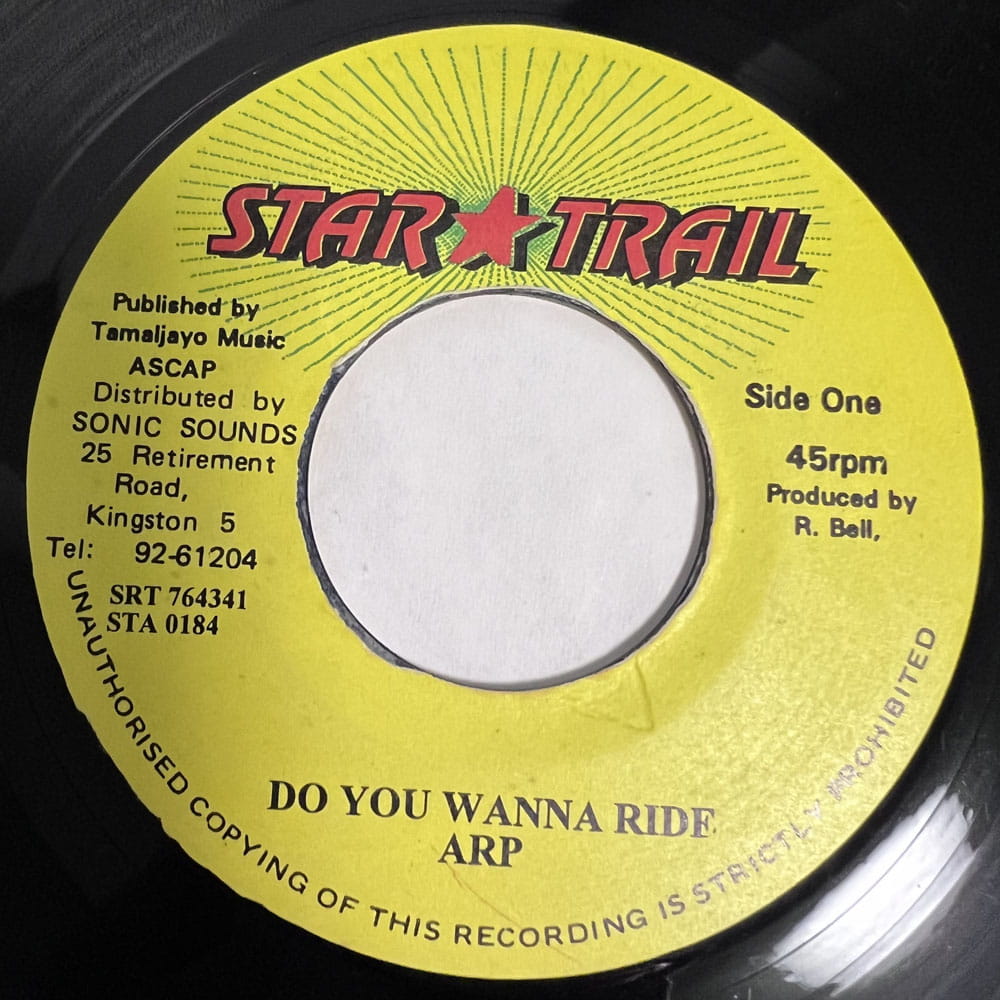 STAR TRAIL
Published by
Tamaljayo Music
ASCAP
Distributed by
SONIC SOUNDS
25 Retirement
Road,
Kingston 5
Tel: 92-61204
SRT 764341
STA 0184
Side One
45rpm
Produced by
R. Bell,
DO YOU WANNA RIDE
ARP
UNAUTHORISED COPYING OF THIS RECORDING IS STRICTLY PROHIBITED